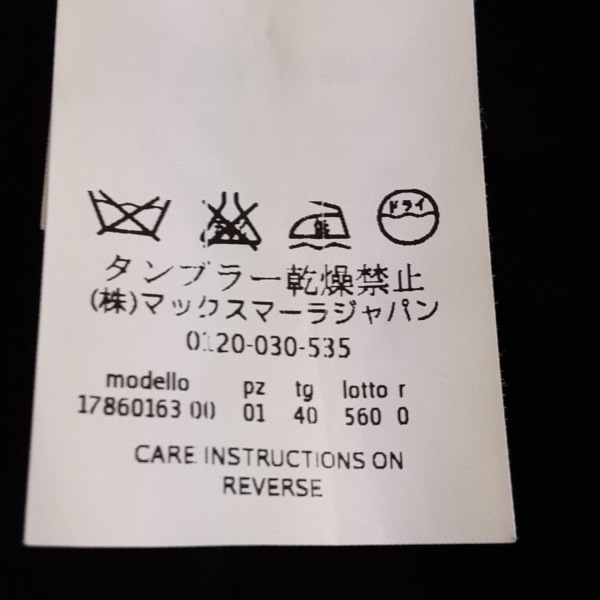 ドライ
タンブラー乾燥禁止
(株)マックスマーラジャパン
0120-030-535
modello pz tg lotto r
17860163 00 01 40 560 0
CARE INSTRUCTIONS ON
REVERSE